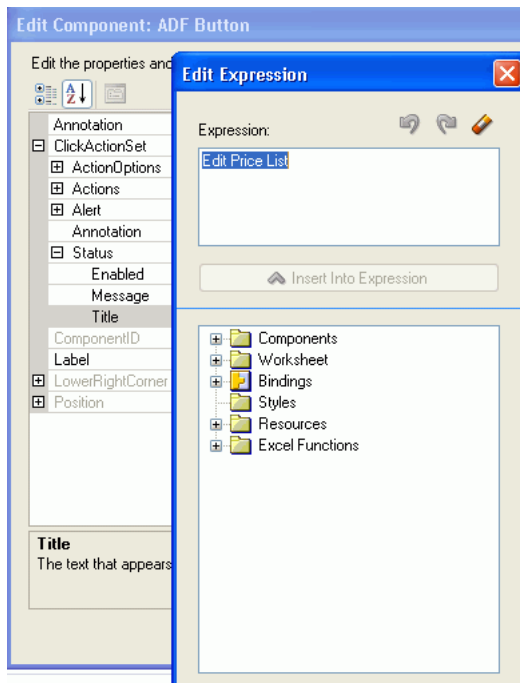 Edit Component: ADF Button
Edit the properties and
Annotation
ClickActionSet
ActionOptions
Actions
Alert
Annotation
Status
Enabled
Message
Title
ComponentID
Label
LowerRightCorner
Position
Title
The text that appears
Edit Expression
Expression:
Edit Price List
Insert Into Expression
Components
Worksheet
Bindings
Styles
Resources
Excel Functions